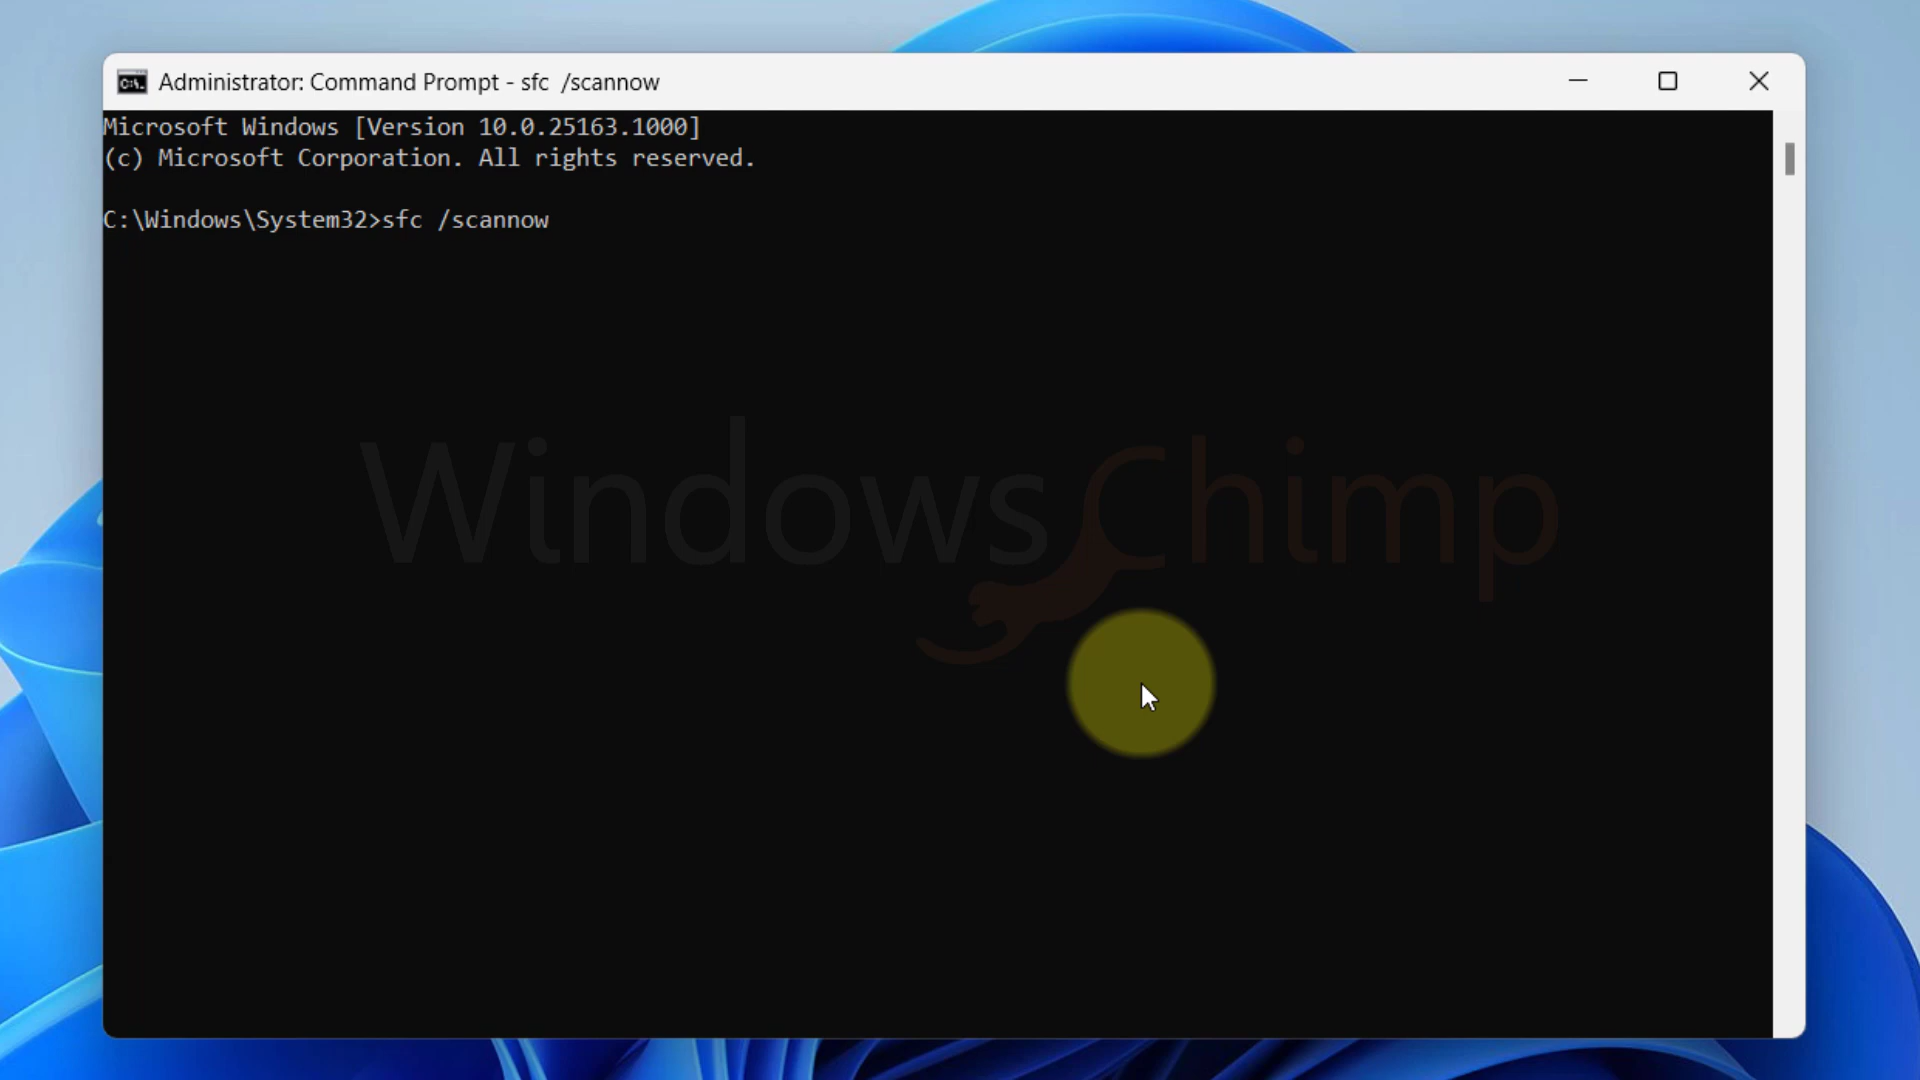 Administrator: Command Prompt - sfc  /scannow
Microsoft Windows [Version 10.0.25163.1000]
(c) Microsoft Corporation. All rights reserved.
C:\Windows\System32>sfc /scannow
WindowsChimp